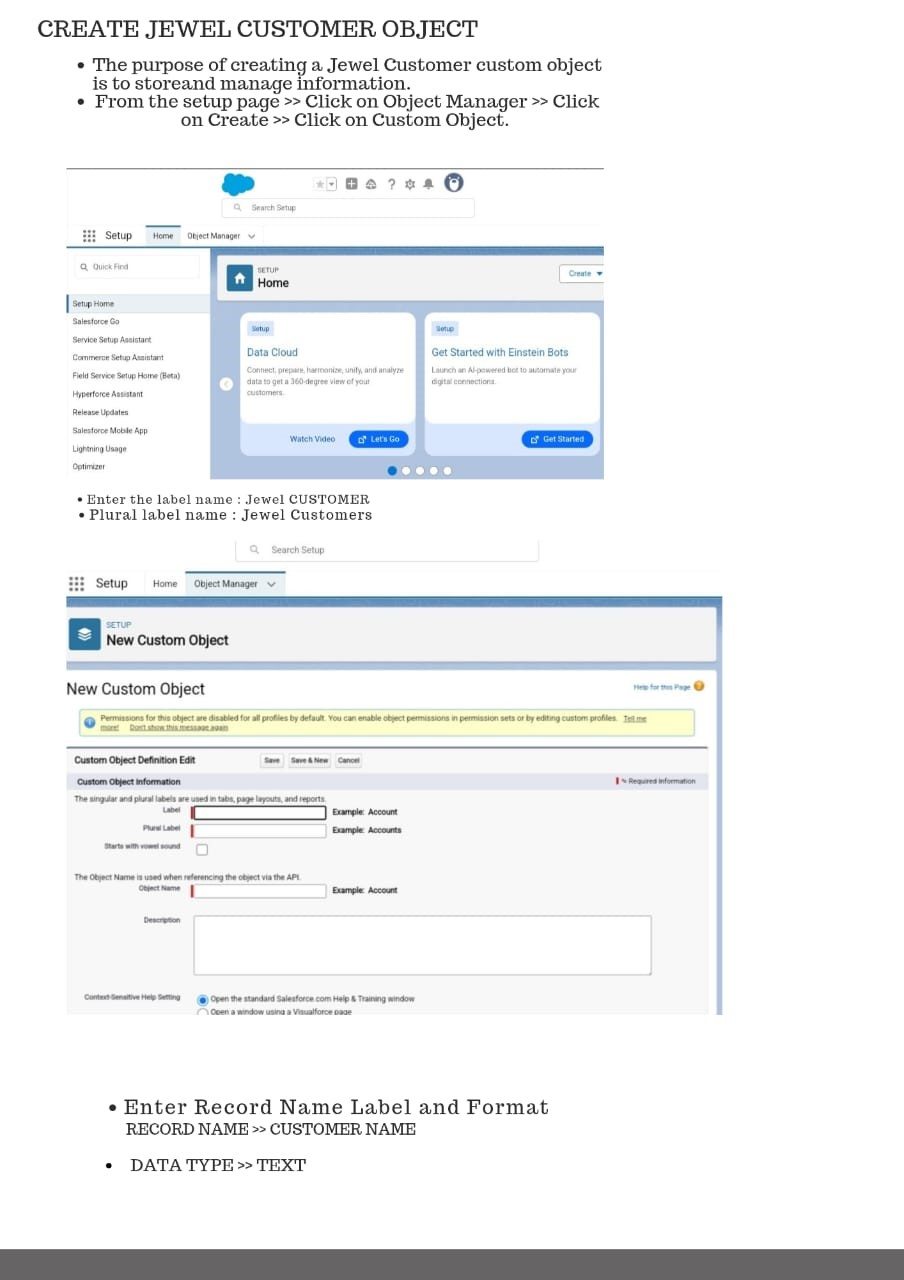 CREATE JEWEL CUSTOMER OBJECT
• The purpose of creating a Jewel Customer custom object
is to storeand manage information.
• From the setup page >> Click on Object Manager >> Click
on Create >> Click on Custom Object.
Search Setup
Setup Home Object Manager
Quick Find
SETUP
Home
Create
Setup Home
Salesforce Go
Service Setup Assistant
Commerce Setup Assistant
Field Service Setup Home (Beta)
Hyperforce Assistant
Release Updates
Salesforce Mobile App
Lightning Usage
Optimizer
Setup
Data Cloud
Connect, prepare, harmonize, unify, and analyze
data to get a 360-degree view of your
customers.
Watch Video Let's Go
Setup
Get Started with Einstein Bots
Launch an AI-powered bot to automate your
digital connections.
Get Started
• Enter the label name : Jewel CUSTOMER
• Plural label name : Jewel Customers
Search Setup
Setup Home Object Manager
SETUP
New Custom Object
New Custom Object
Help for this Page ?
Permissions for this object are disabled for all profiles by default. You can enable object permissions in permission sets or by editing custom profiles. Tell me
more! Don't show this message again
Custom Object Definition Edit Save Save & New Cancel
Custom Object Information = Required Information
The singular and plural labels are used in tabs, page layouts, and reports.
Label Example: Account
Plural Label Example: Accounts
Starts with vowel sound
The Object Name is used when referencing the object via the API.
Object Name Example: Account
Description
Context-Sensitive Help Setting Open the standard Salesforce.com Help & Training window
Open a window using a Visualforce page
• Enter Record Name Label and Format
RECORD NAME >> CUSTOMER NAME
• DATA TYPE >> TEXT